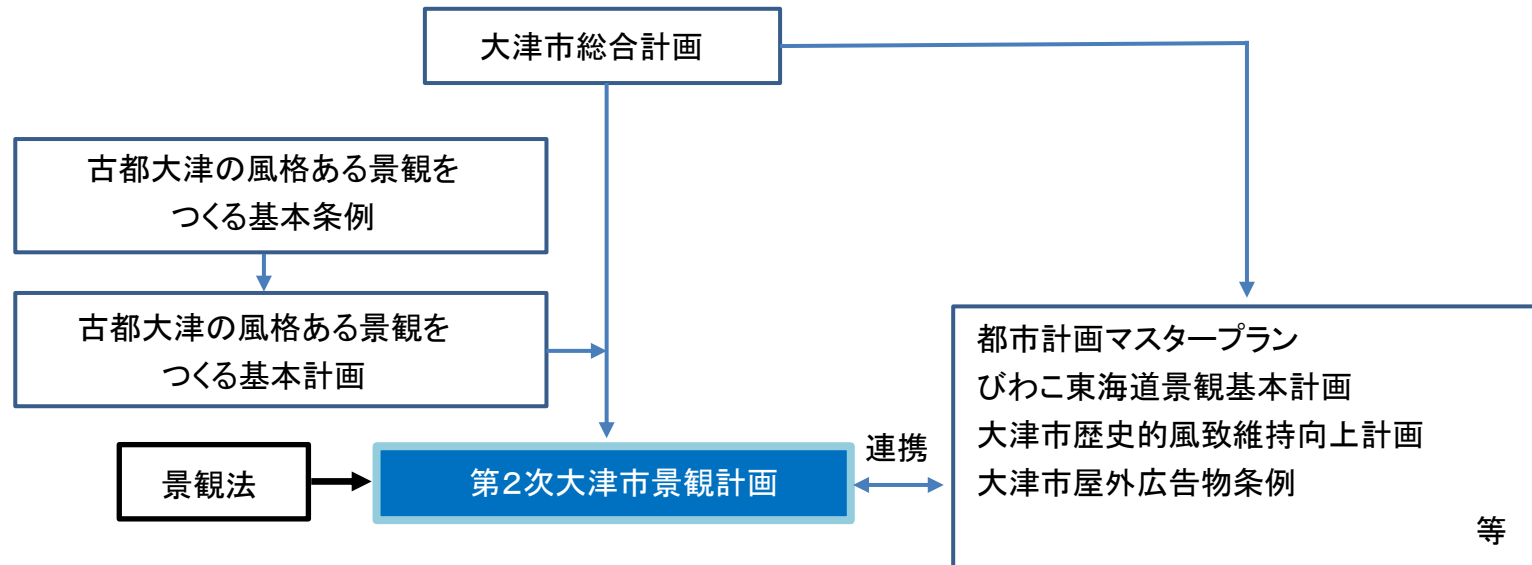 大津市総合計画
古都大津の風格ある景観を
つくる基本条例
古都大津の風格ある景観を
つくる基本計画
景観法
第2次大津市景観計画
連携
都市計画マスタープラン
びわこ東海道景観基本計画
大津市歴史的風致維持向上計画
大津市屋外広告物条例
等